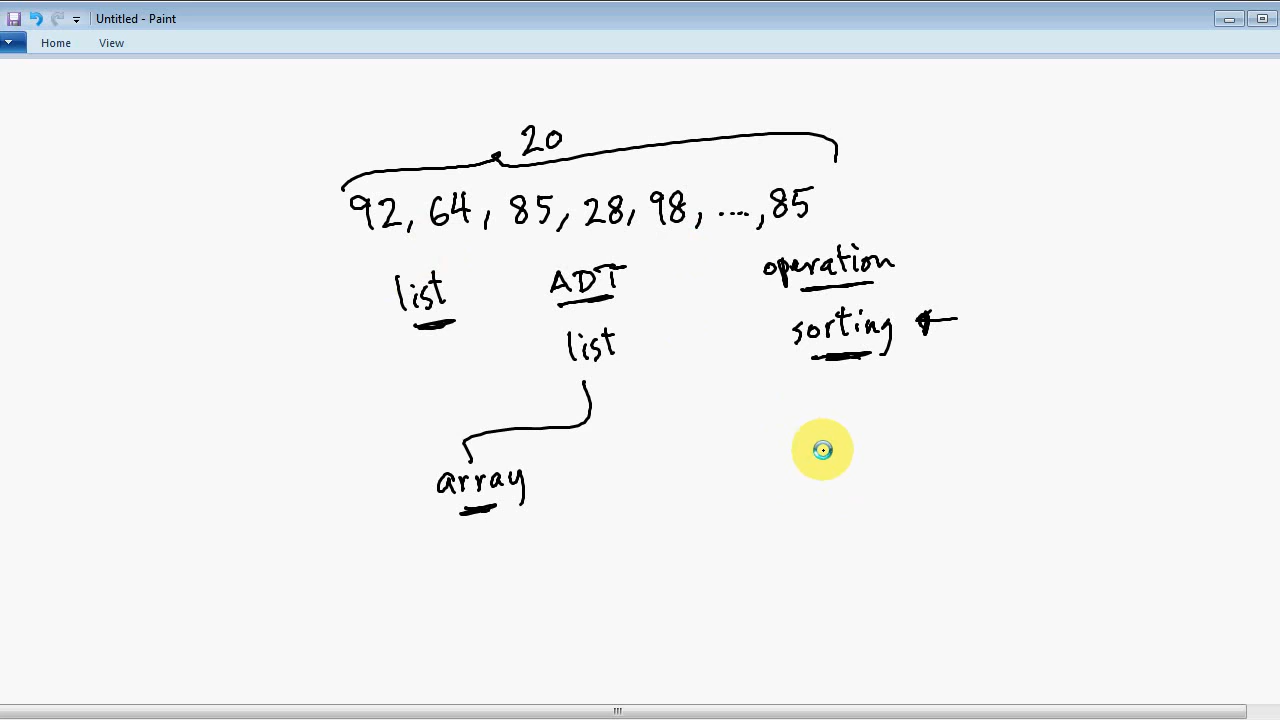 Untitled - Paint
Home View
20
92, 64, 85, 28, 98, ...., 85
list ADT operation
list sorting
array